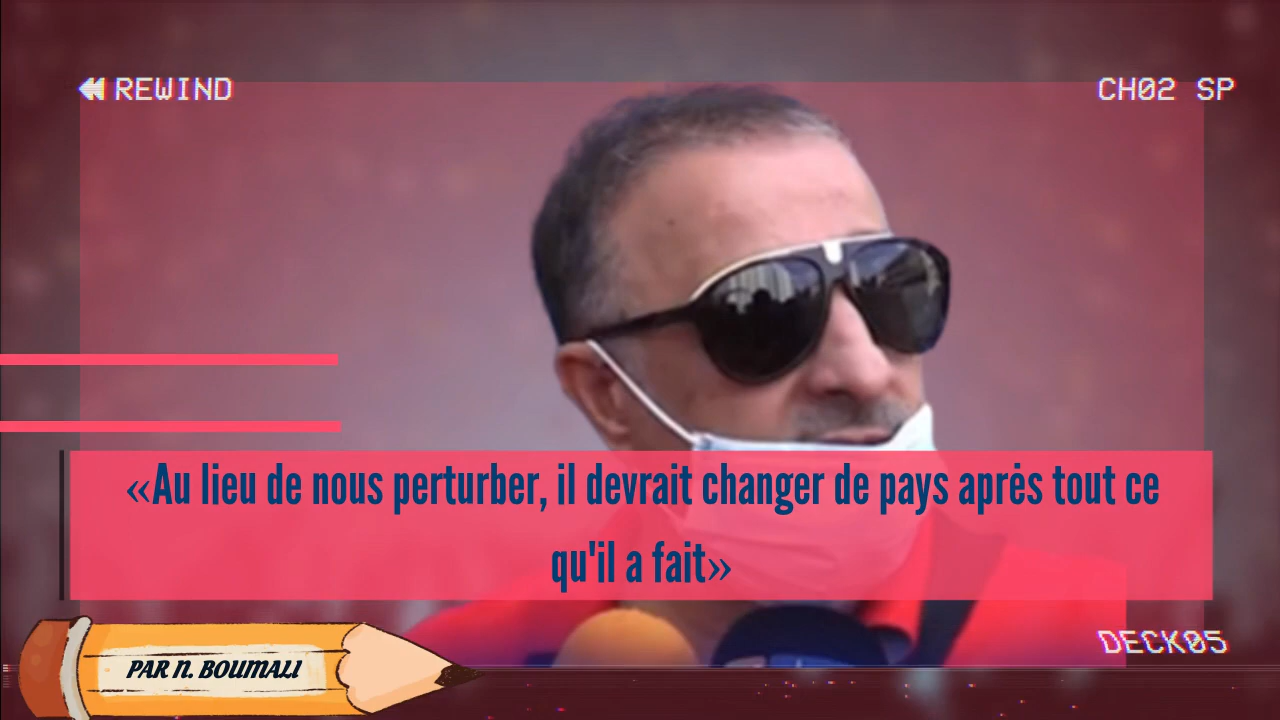 REWIND
CH02 SP
«Au lieu de nous perturber, il devrait changer de pays après tout ce
qu'il a fait»
DECK05
PAR N. BOUMALI